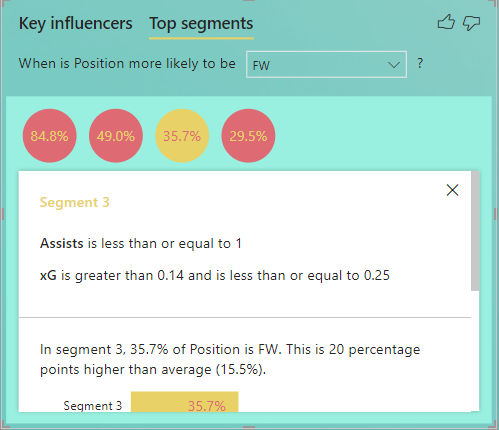 Key influencers Top segments
When is Position more likely to be FW ?
84.8% 49.0% 35.7% 29.5%
Segment 3
Assists is less than or equal to 1
xG is greater than 0.14 and is less than or equal to 0.25
In segment 3, 35.7% of Position is FW. This is 20 percentage
points higher than average (15.5%).
Segment 3 35.7%